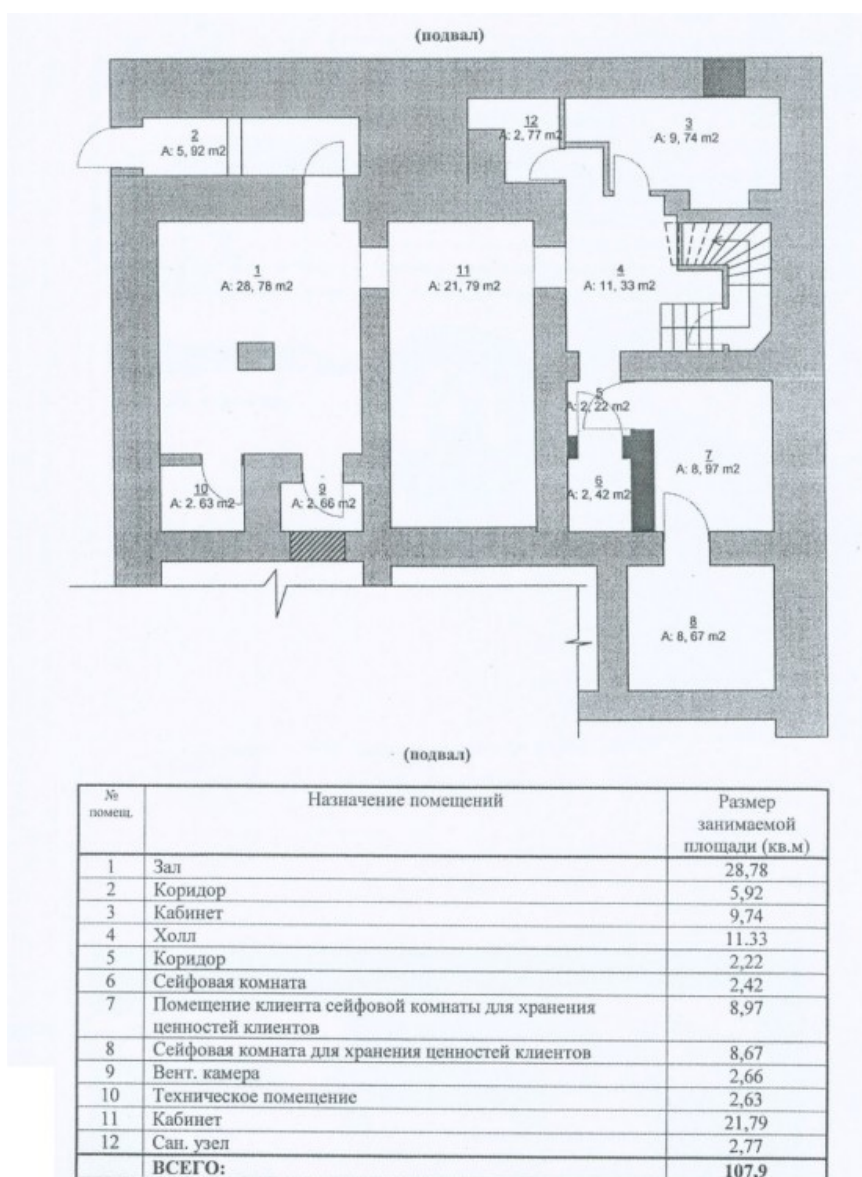 (подвал)
2
A: 5, 92 m2
12
A: 2, 77 m2
3
A: 9, 74 m2
1
A: 28, 78 m2
11
A: 21, 79 m2
4
A: 11, 33 m2
5
A: 2, 22 m2
7
A: 8, 97 m2
6
A: 2, 42 m2
10
A: 2. 63 m2
9
A: 2, 66 m2
8
A: 8, 67 m2
(подвал)
№ помещ. Назначение помещений Размер занимаемой площади (кв.м)
1 Зал 28,78
2 Коридор 5,92
3 Кабинет 9,74
4 Холл 11.33
5 Коридор 2,22
6 Сейфовая комната 2,42
7 Помещение клиента сейфовой комнаты для хранения 8,97
ценностей клиентов
8 Сейфовая комната для хранения ценностей клиентов 8,67
9 Вент. камера 2,66
10 Техническое помещение 2,63
11 Кабинет 21,79
12 Сан. узел 2,77
ВСЕГО: 107,9